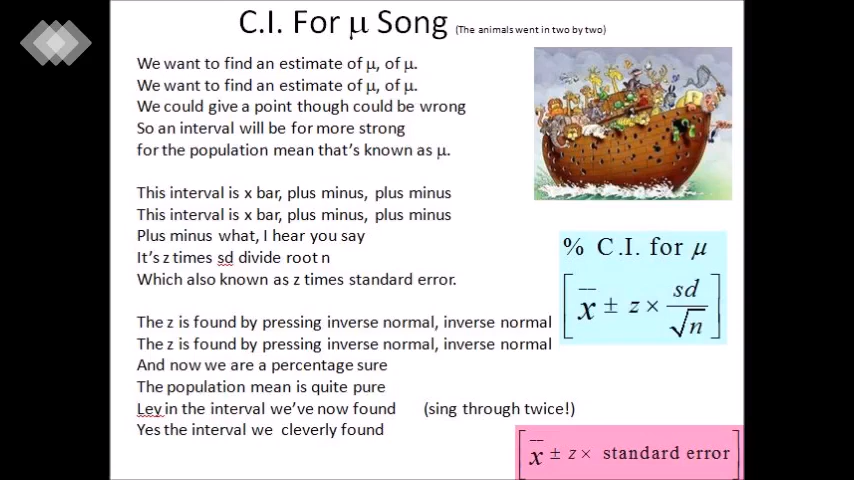 C.I. For μ Song (The animals went in two by two)
We want to find an estimate of μ, of μ.
We want to find an estimate of μ, of μ.
We could give a point though could be wrong
So an interval will be for more strong
for the population mean that's known as μ.
This interval is x bar, plus minus, plus minus
This interval is x bar, plus minus, plus minus
Plus minus what, I hear you say
It's z times sd divide root n
Which also known as z times standard error.
The z is found by pressing inverse normal, inverse normal
The z is found by pressing inverse normal, inverse normal
And now we are a percentage sure
The population mean is quite pure
Ley in the interval we've now found (sing through twice!)
Yes the interval we cleverly found
% C.I. for μ
[x̅ ± z × sd/√n]
[x̅ ± z × standard error]